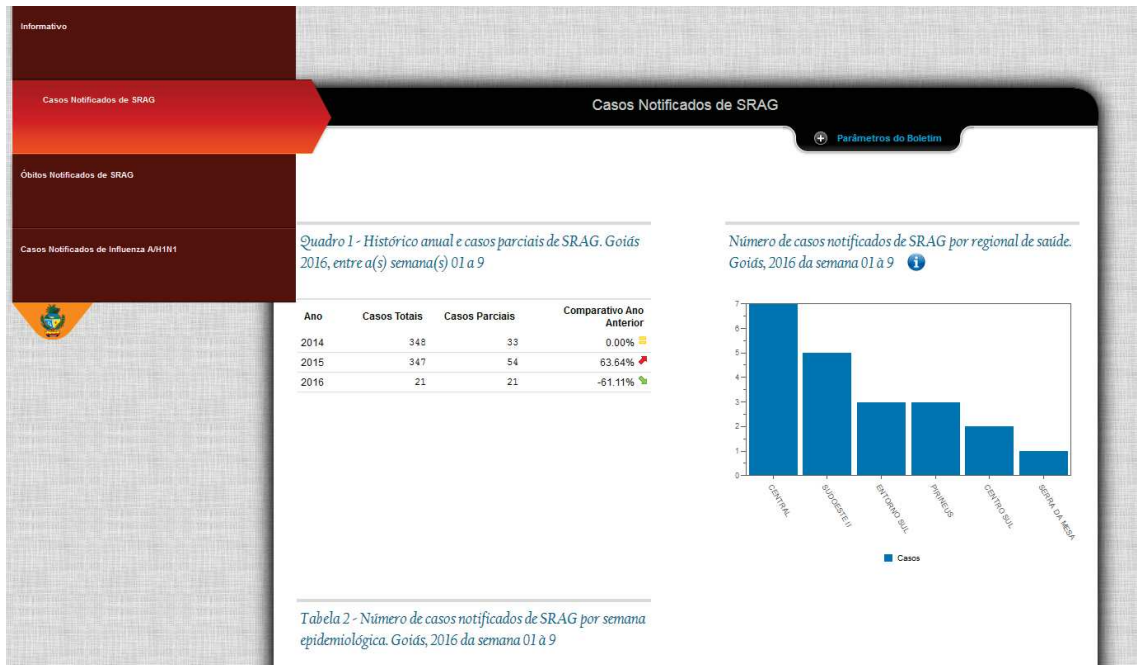 Informativo
Casos Notificados de SRAG
Óbitos Notificados de SRAG
Casos Notificados de Influenza A/H1N1
Casos Notificados de SRAG
Parâmetros do Boletim
Quadro 1 - Histórico anual e casos parciais de SRAG. Goiás
2016, entre a(s) semana(s) 01 a 9
Ano Casos Totais Casos Parciais Comparativo Ano
Anterior
2014 348 33 0.00%
2015 347 54 63.64%
2016 21 21 -61.11%
Número de casos notificados de SRAG por regional de saúde.
Goiás, 2016 da semana 01 à 9
7
6
5
4
3
2
1
0
CENTRAL
SUDOESTE II
ENTORNO SUL
PIRINEUS
CENTRO SUL
SERRA DA MESA
Casos
Tabela 2 - Número de casos notificados de SRAG por semana
epidemiológica. Goiás, 2016 da semana 01 à 9